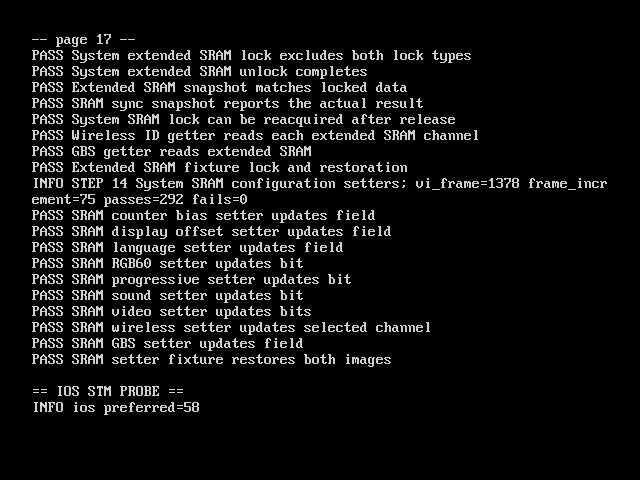 -- page 17 --
PASS System extended SRAM lock excludes both lock types
PASS System extended SRAM unlock completes
PASS Extended SRAM snapshot matches locked data
PASS SRAM sync snapshot reports the actual result
PASS System SRAM lock can be reacquired after release
PASS Wireless ID getter reads each extended SRAM channel
PASS GBS getter reads extended SRAM
PASS Extended SRAM fixture lock and restoration
INFO STEP 14 System SRAM configuration setters; vi_frame=1378 frame_incr
ement=75 passes=292 fails=0
PASS SRAM counter bias setter updates field
PASS SRAM display offset setter updates field
PASS SRAM language setter updates field
PASS SRAM RGB60 setter updates bit
PASS SRAM progressive setter updates bit
PASS SRAM sound setter updates bit
PASS SRAM video setter updates bits
PASS SRAM wireless setter updates selected channel
PASS SRAM GBS setter updates field
PASS SRAM setter fixture restores both images
== IOS STM PROBE ==
INFO ios preferred=58